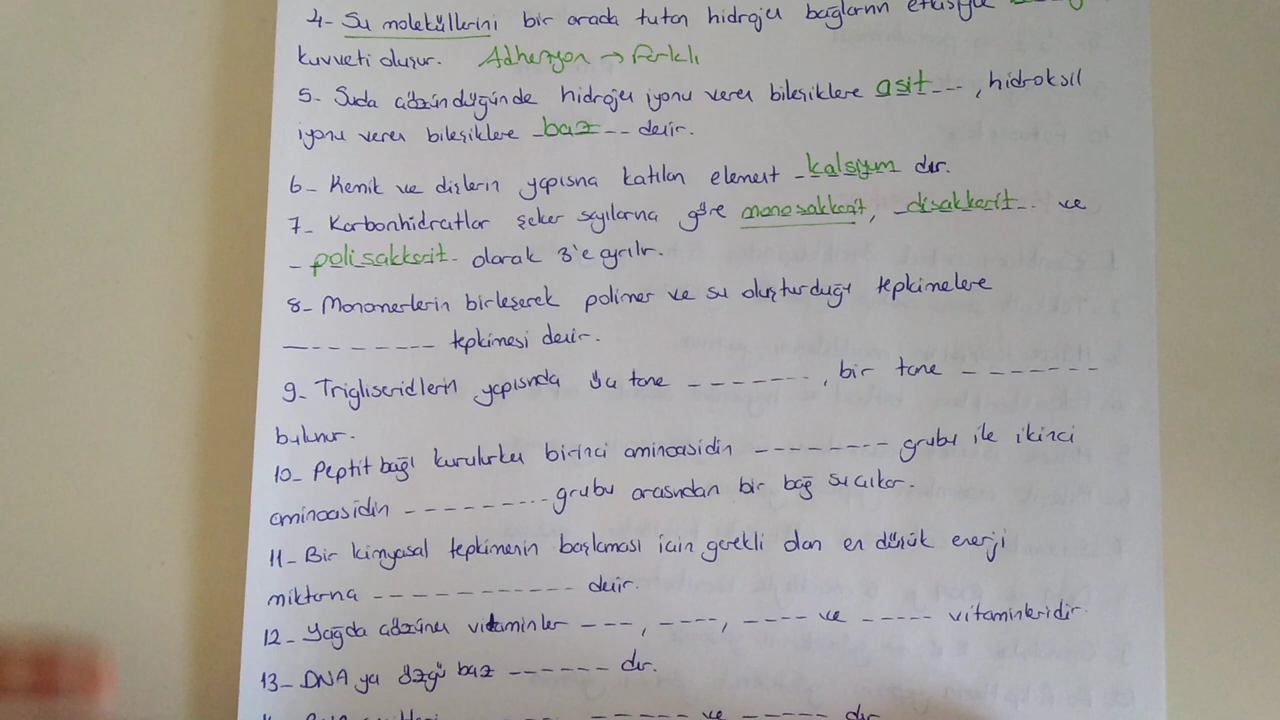 4- Su moleküllerini bir arada tutan hidrojen bağlarının etkisiyle
kuvveti oluşur. Adhezyon → Farklı
5- Suda çözündüğünde hidrojen iyonu veren bileşiklere asit---, hidroksil
iyonu veren bileşiklere -baz--- denir.
6- Kemik ve dişlerin yapısına katılan element -kalsiyum dur.
7- Karbonhidratlar şeker sayılarına göre monosakkarit, -disakkarit-- ve
-polisakkarit- olarak 3'e ayrılır.
8- Monomerlerin birleşerek polimer ve su oluşturduğu tepkimelere
--------- tepkimesi denir.
9- Trigliseridlerin yapısında üç tane -------, bir tane -------
bulunur.
10- Peptit bağı kurulurken birinci aminoasidin -------- grubu ile ikinci
aminoasidin --------- grubu arasından bir bağ su çıkar.
11- Bir kimyasal tepkimenin başlaması için gerekli olan en düşük enerji
miktarına ----------- denir.
12- Yağda çözünen vitaminler ---, ----, ---- ve ----- vitaminleridir.
13- DNA ya özgü baz ------ dır.
ve ----- dır